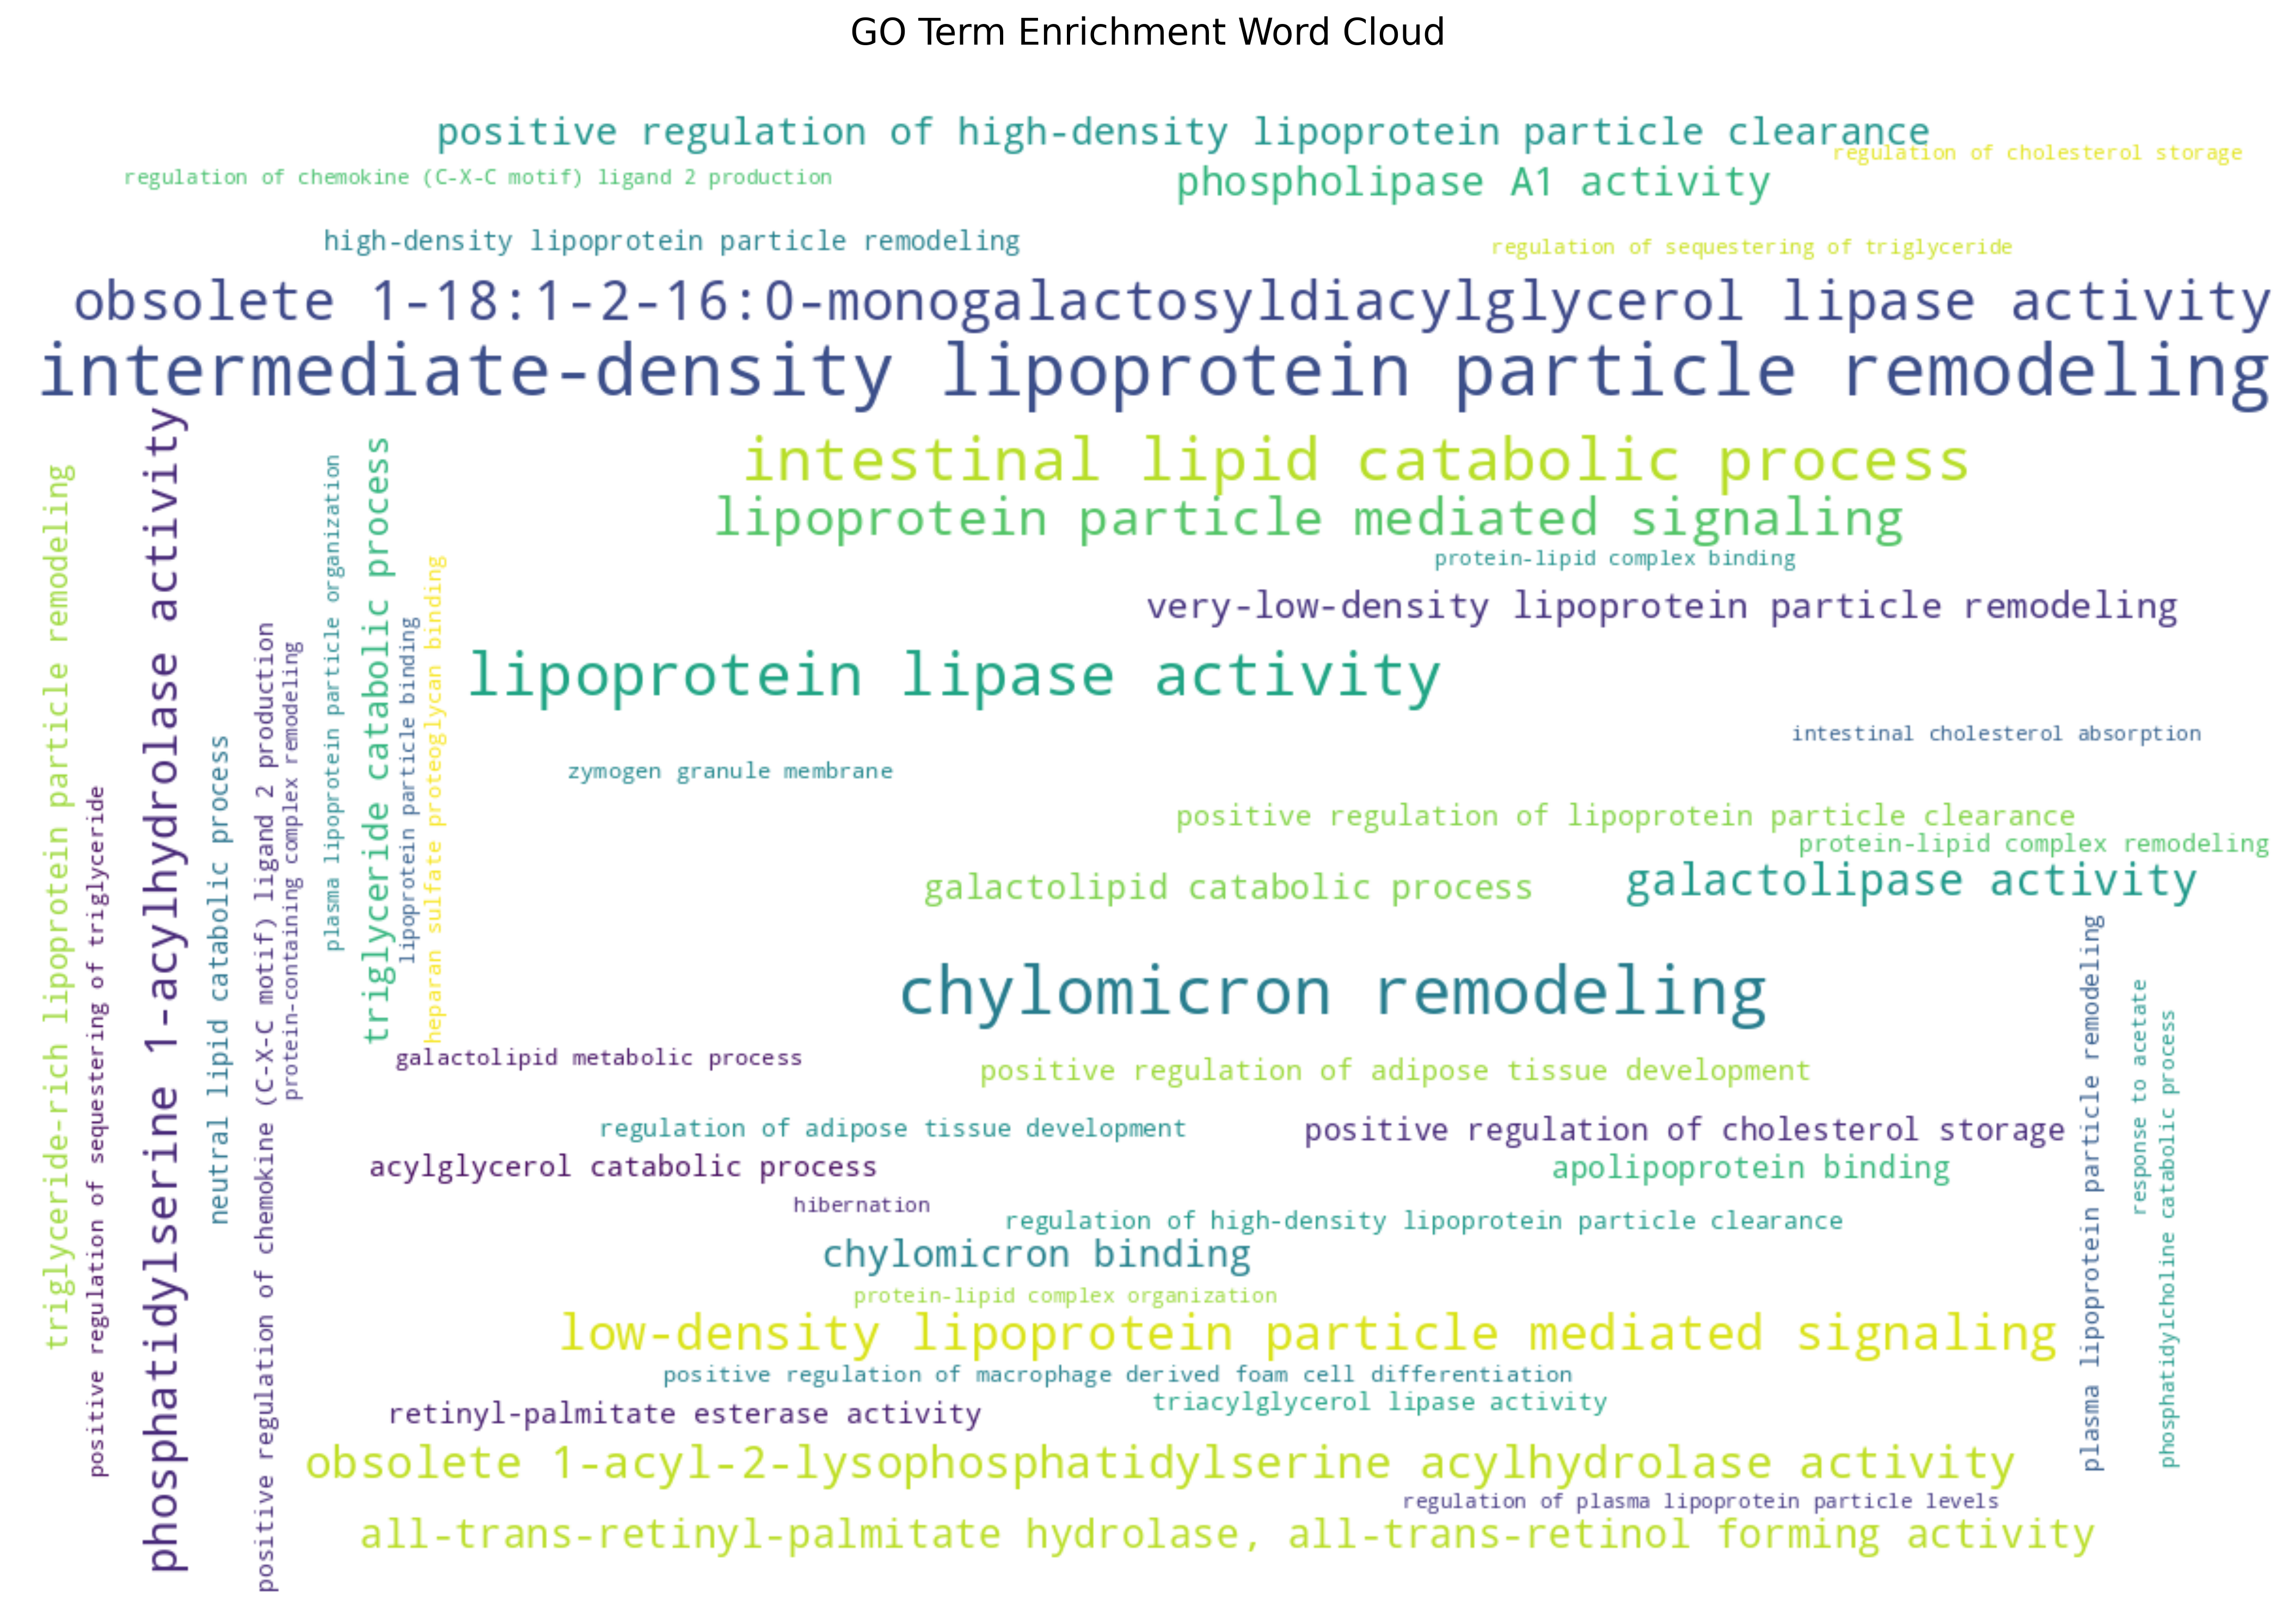 GO Term Enrichment Word Cloud
positive regulation of high-density lipoprotein particle clearance
regulation of cholesterol storage
regulation of chemokine (C-X-C motif) ligand 2 production
phospholipase A1 activity
high-density lipoprotein particle remodeling
regulation of sequestering of triglyceride
obsolete 1-18:1-2-16:0-monogalactosyldiacylglycerol lipase activity
intermediate-density lipoprotein particle remodeling
triglyceride-rich lipoprotein particle remodeling
positive regulation of sequestering of triglyceride
phosphatidylserine 1-acylhydrolase activity
neutral lipid catabolic process
positive regulation of chemokine (C-X-C motif) ligand 2 production
protein-containing complex remodeling
plasma lipoprotein particle organization
triglyceride catabolic process
lipoprotein particle binding
heparan sulfate proteoglycan binding
intestinal lipid catabolic process
lipoprotein particle mediated signaling
protein-lipid complex binding
very-low-density lipoprotein particle remodeling
lipoprotein lipase activity
intestinal cholesterol absorption
zymogen granule membrane
positive regulation of lipoprotein particle clearance
protein-lipid complex remodeling
galactolipid catabolic process
galactolipase activity
chylomicron remodeling
galactolipid metabolic process
positive regulation of adipose tissue development
regulation of adipose tissue development
positive regulation of cholesterol storage
acylglycerol catabolic process
apolipoprotein binding
hibernation
regulation of high-density lipoprotein particle clearance
chylomicron binding
protein-lipid complex organization
low-density lipoprotein particle mediated signaling
positive regulation of macrophage derived foam cell differentiation
triacylglycerol lipase activity
retinyl-palmitate esterase activity
obsolete 1-acyl-2-lysophosphatidylserine acylhydrolase activity
regulation of plasma lipoprotein particle levels
all-trans-retinyl-palmitate hydrolase, all-trans-retinol forming activity
plasma lipoprotein particle remodeling
response to acetate
phosphatidylcholine catabolic process